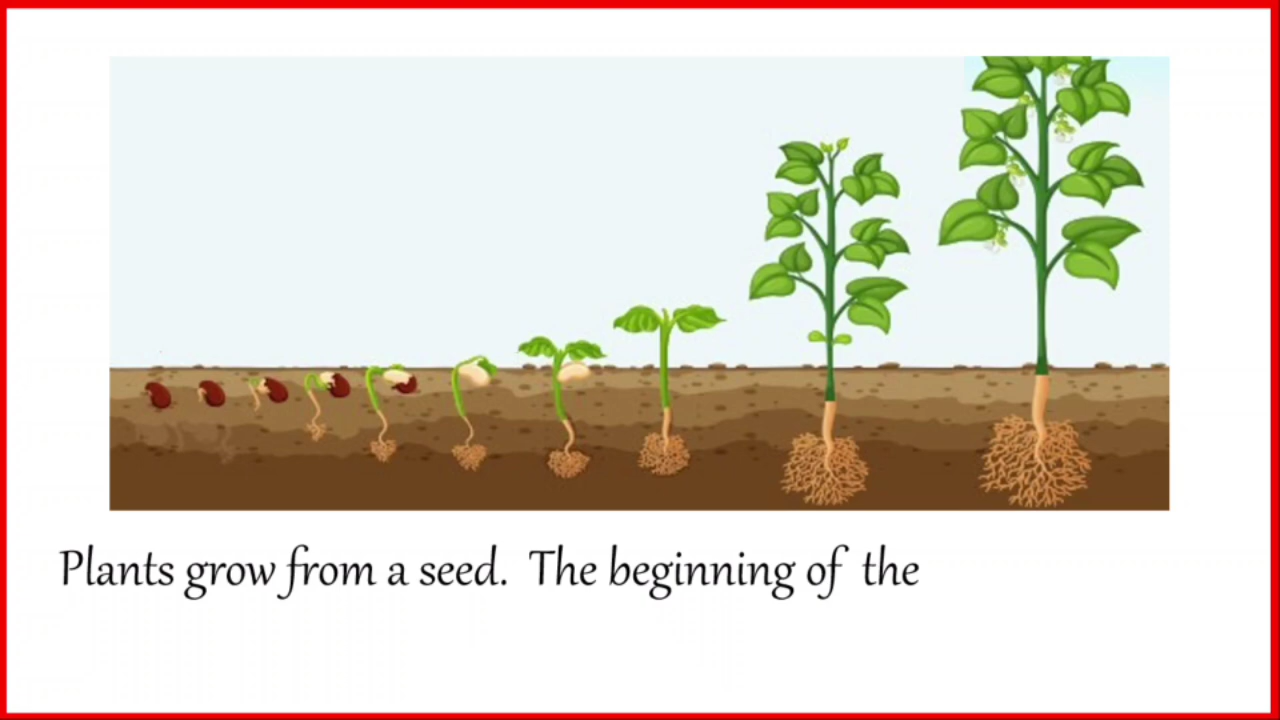 Plants grow from a seed. The beginning of the